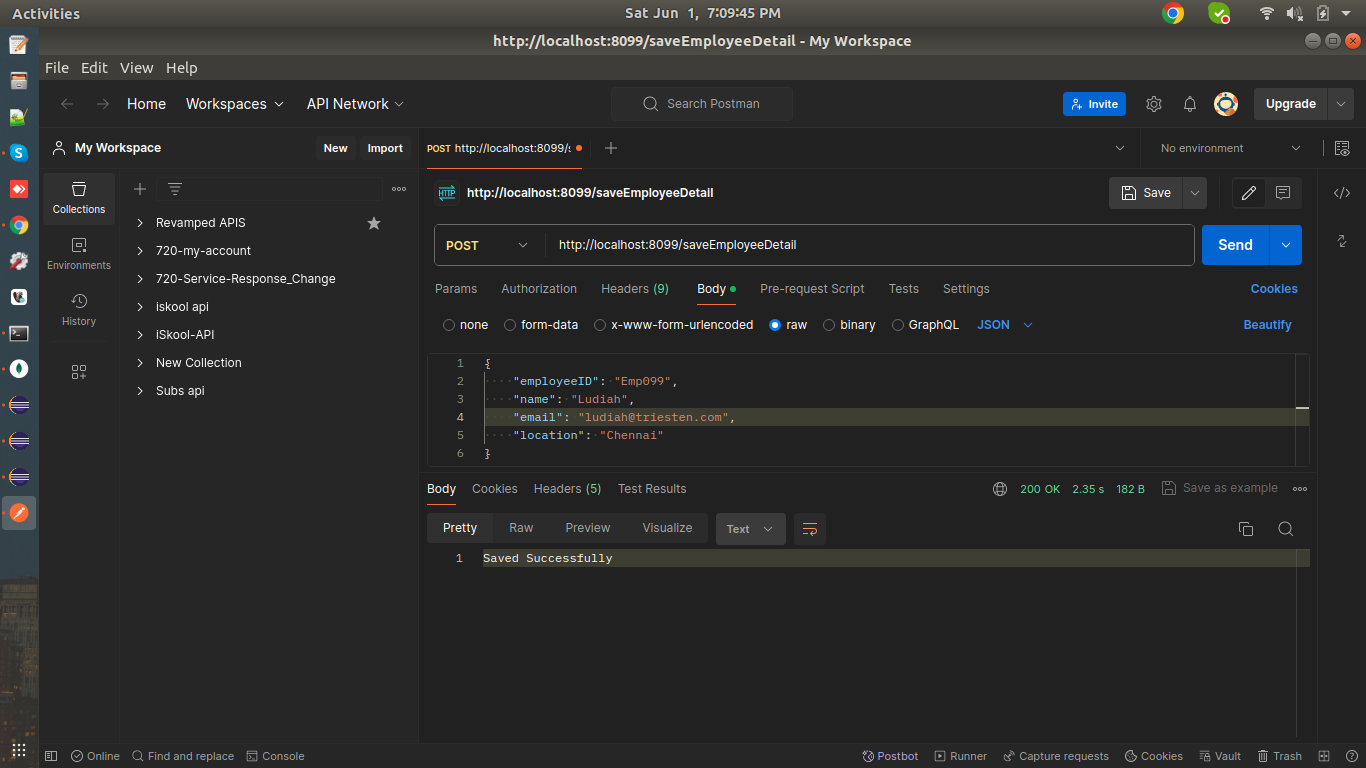 Activities
Sat Jun 1, 7:09:45 PM
http://localhost:8099/saveEmployeeDetail - My Workspace
File Edit View Help
Home Workspaces API Network
Search Postman
Invite
Upgrade
My Workspace
New Import
POST http://localhost:8099/s
No environment
Collections
Environments
History
Revamped APIS
720-my-account
720-Service-Response_Change
iskool api
iSkool-API
New Collection
Subs api
HTTP http://localhost:8099/saveEmployeeDetail
Save
POST http://localhost:8099/saveEmployeeDetail
Send
Params Authorization Headers (9) Body Pre-request Script Tests Settings Cookies
none form-data x-www-form-urlencoded raw binary GraphQL JSON Beautify
1 {
2 "employeeID": "Emp099",
3 "name": "Ludiah",
4 "email": "ludiah@triesten.com",
5 "location": "Chennai"
6 }
Body Cookies Headers (5) Test Results
200 OK 2.35 s 182 B Save as example
Pretty Raw Preview Visualize Text
1 Saved Successfully
Online Find and replace Console
Postbot Runner Capture requests Cookies Vault Trash